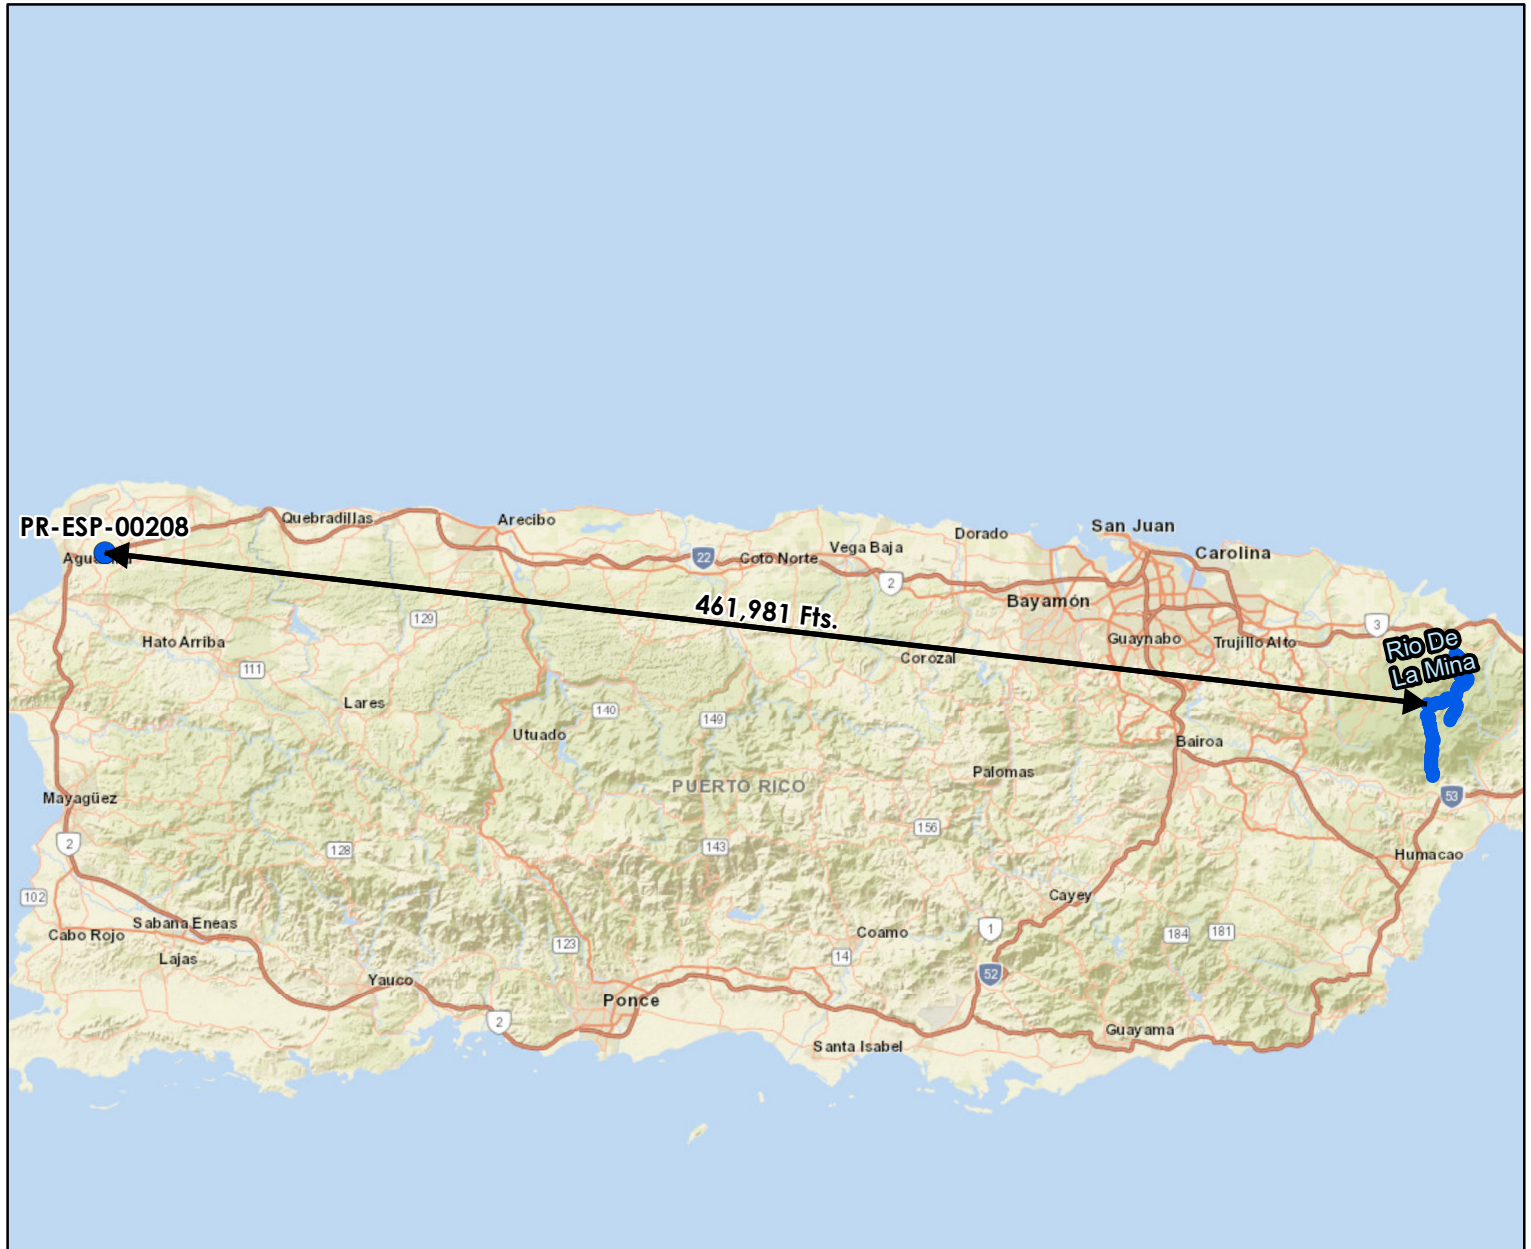 PR-ESP-00208
Quebradillas
Arecibo
San Juan
Dorado
Vega Baja
Coto Norte
Carolina
22
2
461,981 Fts.
Bayamón
129
3
Guaynabo
Trujillo Alto
Rio De
La Mina
Hato Arriba
111
Corozal
Lares
140
149
Utuado
Bairoa
Palomas
PUERTO RICO
Mayagüez
53
156
2
128
143
Humacao
102
Cayey
Sabana Eneas
Cabo Rojo
123
Coamo
1
184
181
Lajas
14
52
Yauco
Ponce
2
Guayama
Santa Isabel